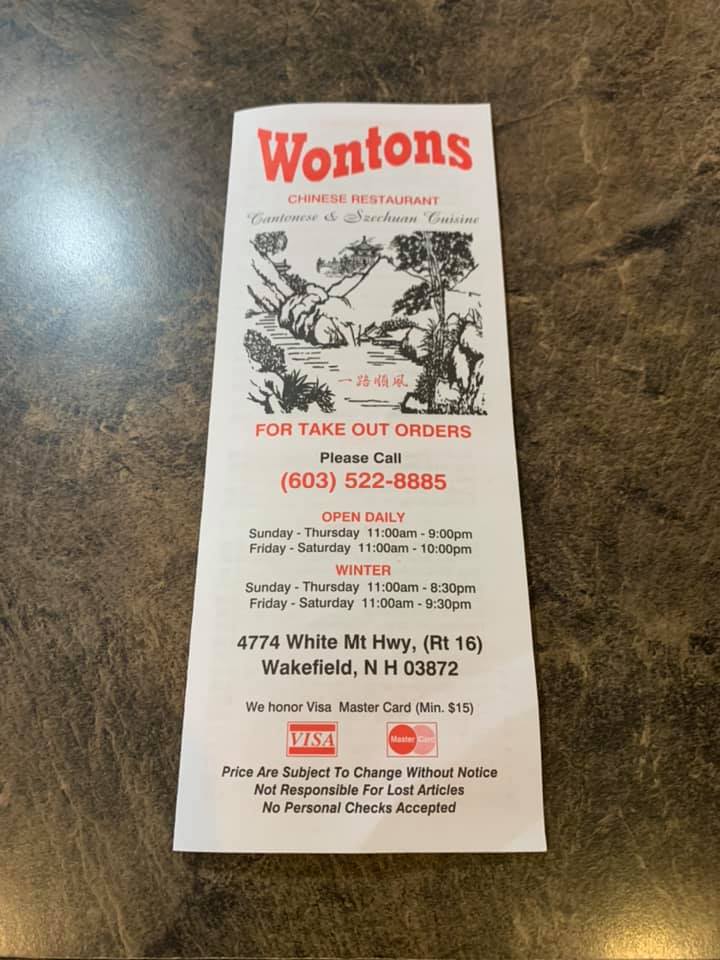 Wontons
CHINESE RESTAURANT
Cantonese & Szechuan Cuisine
一路順風
FOR TAKE OUT ORDERS
Please Call
(603) 522-8885
OPEN DAILY
Sunday - Thursday 11:00am - 9:00pm
Friday - Saturday 11:00am - 10:00pm
WINTER
Sunday - Thursday 11:00am - 8:30pm
Friday - Saturday 11:00am - 9:30pm
4774 White Mt Hwy, (Rt 16)
Wakefield, N H 03872
We honor Visa Master Card (Min. $15)
VISA Master Card
Price Are Subject To Change Without Notice
Not Responsible For Lost Articles
No Personal Checks Accepted